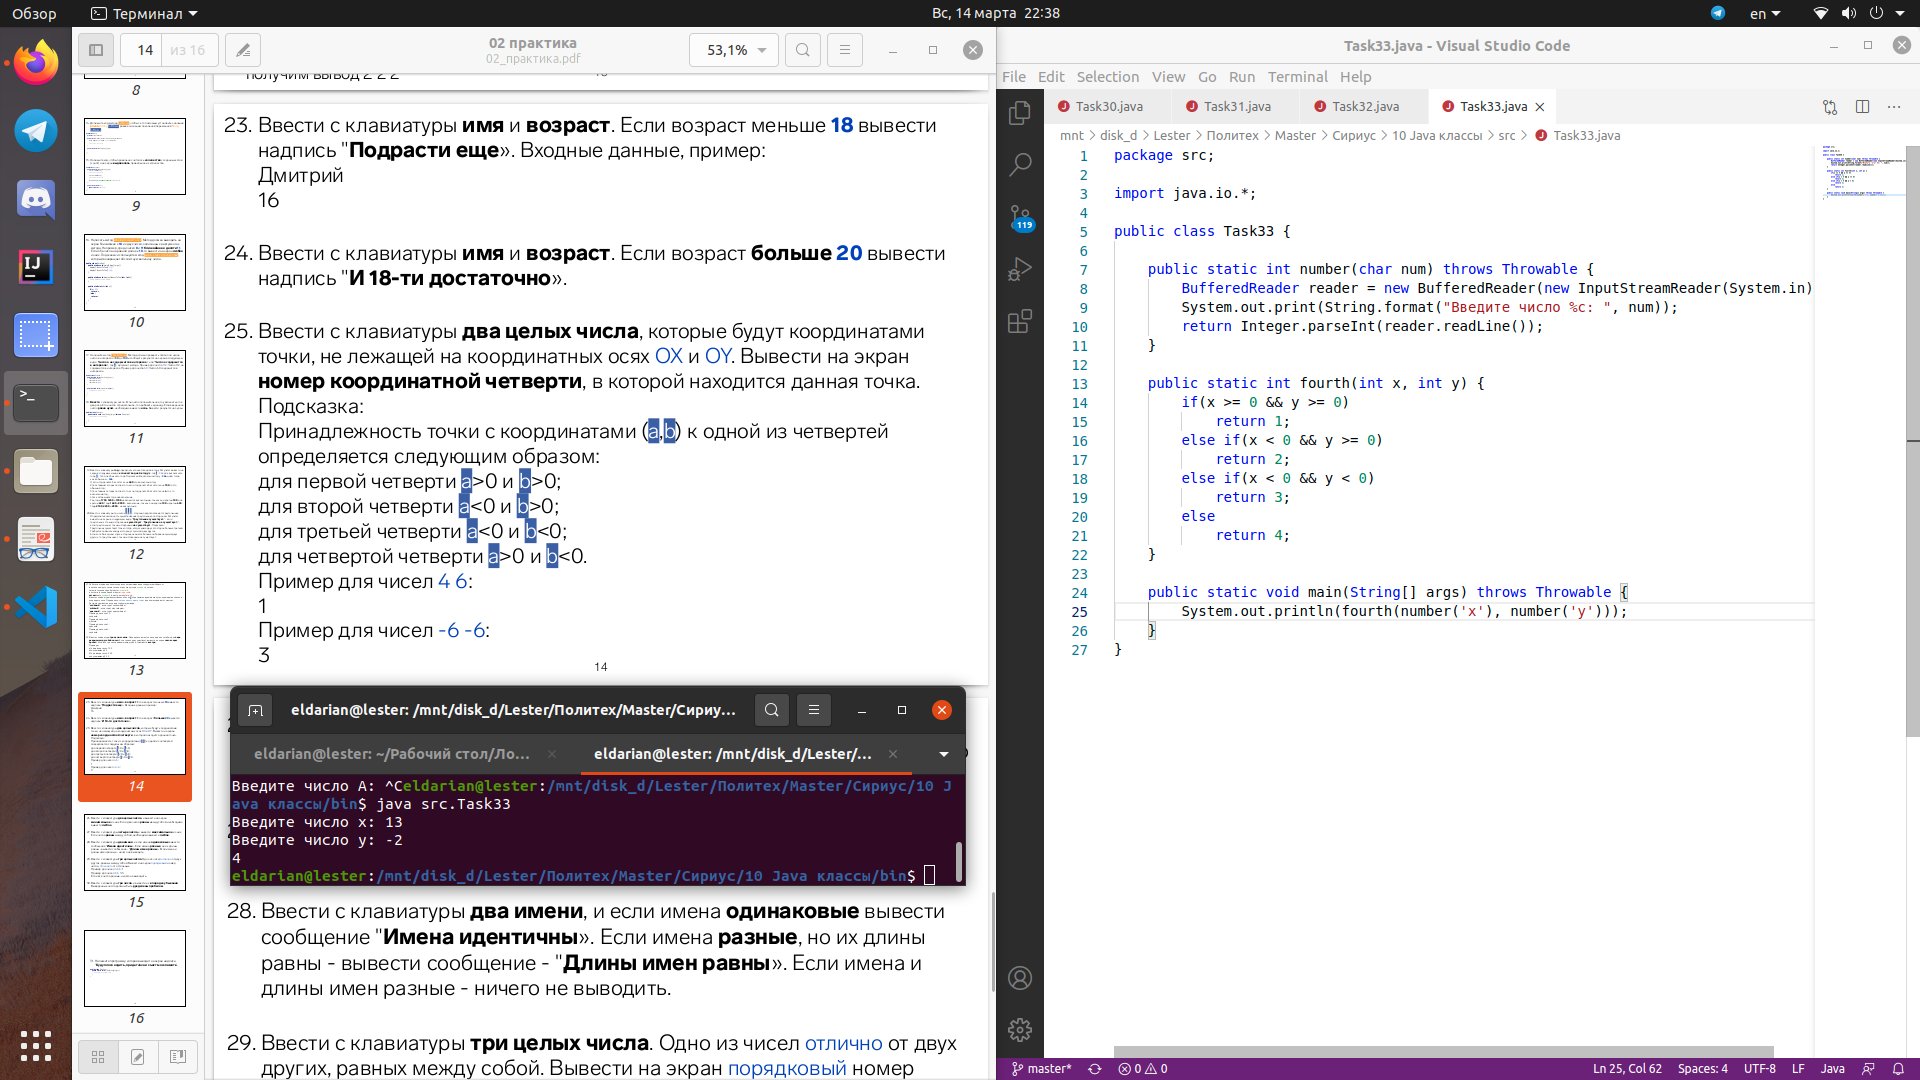 Обзор
Терминал
Вс, 14 марта 22:38
en
14 из 16
02 практика
02_практика.pdf
53,1%
8
9
10
11
12
13
14
15
16
23. Ввести с клавиатуры имя и возраст. Если возраст меньше 18 вывести
надпись "Подрасти еще». Входные данные, пример:
Дмитрий
16
24. Ввести с клавиатуры имя и возраст. Если возраст больше 20 вывести
надпись "И 18-ти достаточно».
25. Ввести с клавиатуры два целых числа, которые будут координатами
точки, не лежащей на координатных осях OX и OY. Вывести на экран
номер координатной четверти, в которой находится данная точка.
Подсказка:
Принадлежность точки с координатами (a,b) к одной из четвертей
определяется следующим образом:
для первой четверти a>0 и b>0;
для второй четверти a<0 и b>0;
для третьей четверти a<0 и b<0;
для четвертой четверти a>0 и b<0.
Пример для чисел 4 6:
1
Пример для чисел -6 -6:
3
14
eldarian@lester: /mnt/disk_d/Lester/Политех/Master/Сириу...
eldarian@lester: ~/Рабочий стол/Ло...
eldarian@lester: /mnt/disk_d/Lester/...
Введите число A: ^Celdarian@lester:/mnt/disk_d/Lester/Политех/Master/Сириус/10 J
ava классы/bin$ java src.Task33
Введите число x: 13
Введите число y: -2
4
eldarian@lester:/mnt/disk_d/Lester/Политех/Master/Сириус/10 Java классы/bin$
28. Ввести с клавиатуры два имени, и если имена одинаковые вывести
сообщение "Имена идентичны». Если имена разные, но их длины
равны - вывести сообщение - "Длины имен равны». Если имена и
длины имен разные - ничего не выводить.
29. Ввести с клавиатуры три целых числа. Одно из чисел отлично от двух
других, равных между собой. Вывести на экран порядковый номер
Task33.java - Visual Studio Code
File Edit Selection View Go Run Terminal Help
Task30.java
Task31.java
Task32.java
Task33.java
mnt > disk_d > Lester > Политех > Master > Сириус > 10 Java классы > src > Task33.java
119
1 package src;
2
3 import java.io.*;
4
5 public class Task33 {
6
7 public static int number(char num) throws Throwable {
8 BufferedReader reader = new BufferedReader(new InputStreamReader(System.in)
9 System.out.print(String.format("Введите число %c: ", num));
10 return Integer.parseInt(reader.readLine());
11 }
12
13 public static int fourth(int x, int y) {
14 if(x >= 0 && y >= 0)
15 return 1;
16 else if(x < 0 && y >= 0)
17 return 2;
18 else if(x < 0 && y < 0)
19 return 3;
20 else
21 return 4;
22 }
23
24 public static void main(String[] args) throws Throwable {
25 System.out.println(fourth(number('x'), number('y')));
26 }
27 }
master*
0 0
Ln 25, Col 62
Spaces: 4
UTF-8
LF
Java